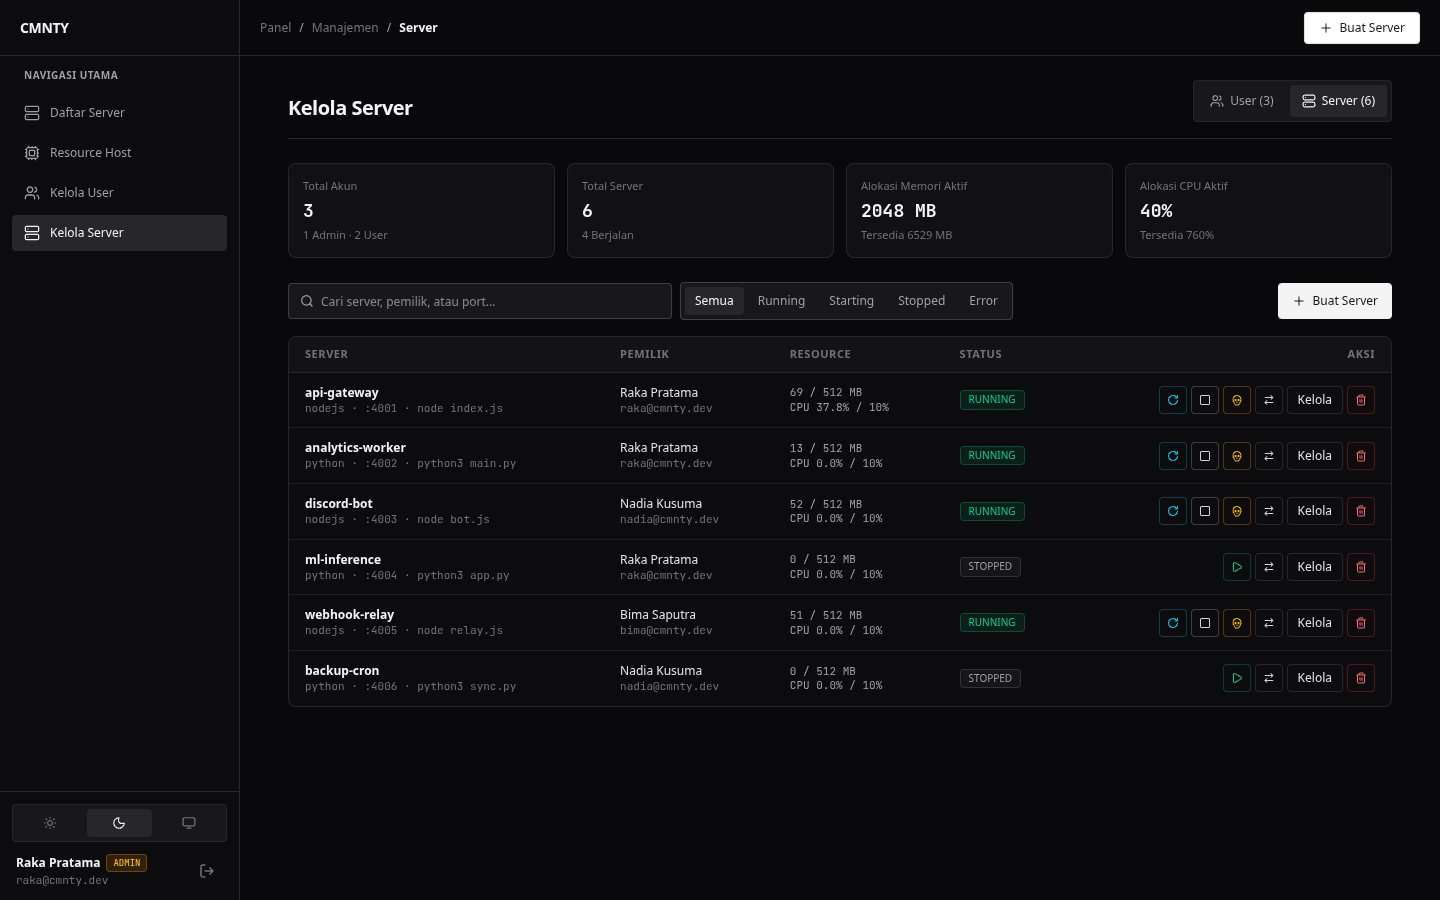 CMNTY
Panel / Manajemen / Server
Buat Server
NAVIGASI UTAMA
Daftar Server
Resource Host
Kelola User
Kelola Server
Kelola Server
User (3)
Server (6)
Total Akun
3
1 Admin · 2 User
Total Server
6
4 Berjalan
Alokasi Memori Aktif
2048 MB
Tersedia 6529 MB
Alokasi CPU Aktif
40%
Tersedia 760%
Cari server, pemilik, atau port...
Semua Running Starting Stopped Error
Buat Server
SERVER PEMILIK RESOURCE STATUS AKSI
api-gateway Raka Pratama 69 / 512 MB RUNNING Kelola
nodejs · :4001 · node index.js raka@cmnty.dev CPU 37.8% / 10%
analytics-worker Raka Pratama 13 / 512 MB RUNNING Kelola
python · :4002 · python3 main.py raka@cmnty.dev CPU 0.0% / 10%
discord-bot Nadia Kusuma 52 / 512 MB RUNNING Kelola
nodejs · :4003 · node bot.js nadia@cmnty.dev CPU 0.0% / 10%
ml-inference Raka Pratama 0 / 512 MB STOPPED Kelola
python · :4004 · python3 app.py raka@cmnty.dev CPU 0.0% / 10%
webhook-relay Bima Saputra 51 / 512 MB RUNNING Kelola
nodejs · :4005 · node relay.js bima@cmnty.dev CPU 0.0% / 10%
backup-cron Nadia Kusuma 0 / 512 MB STOPPED Kelola
python · :4006 · python3 sync.py nadia@cmnty.dev CPU 0.0% / 10%
Raka Pratama ADMIN
raka@cmnty.dev